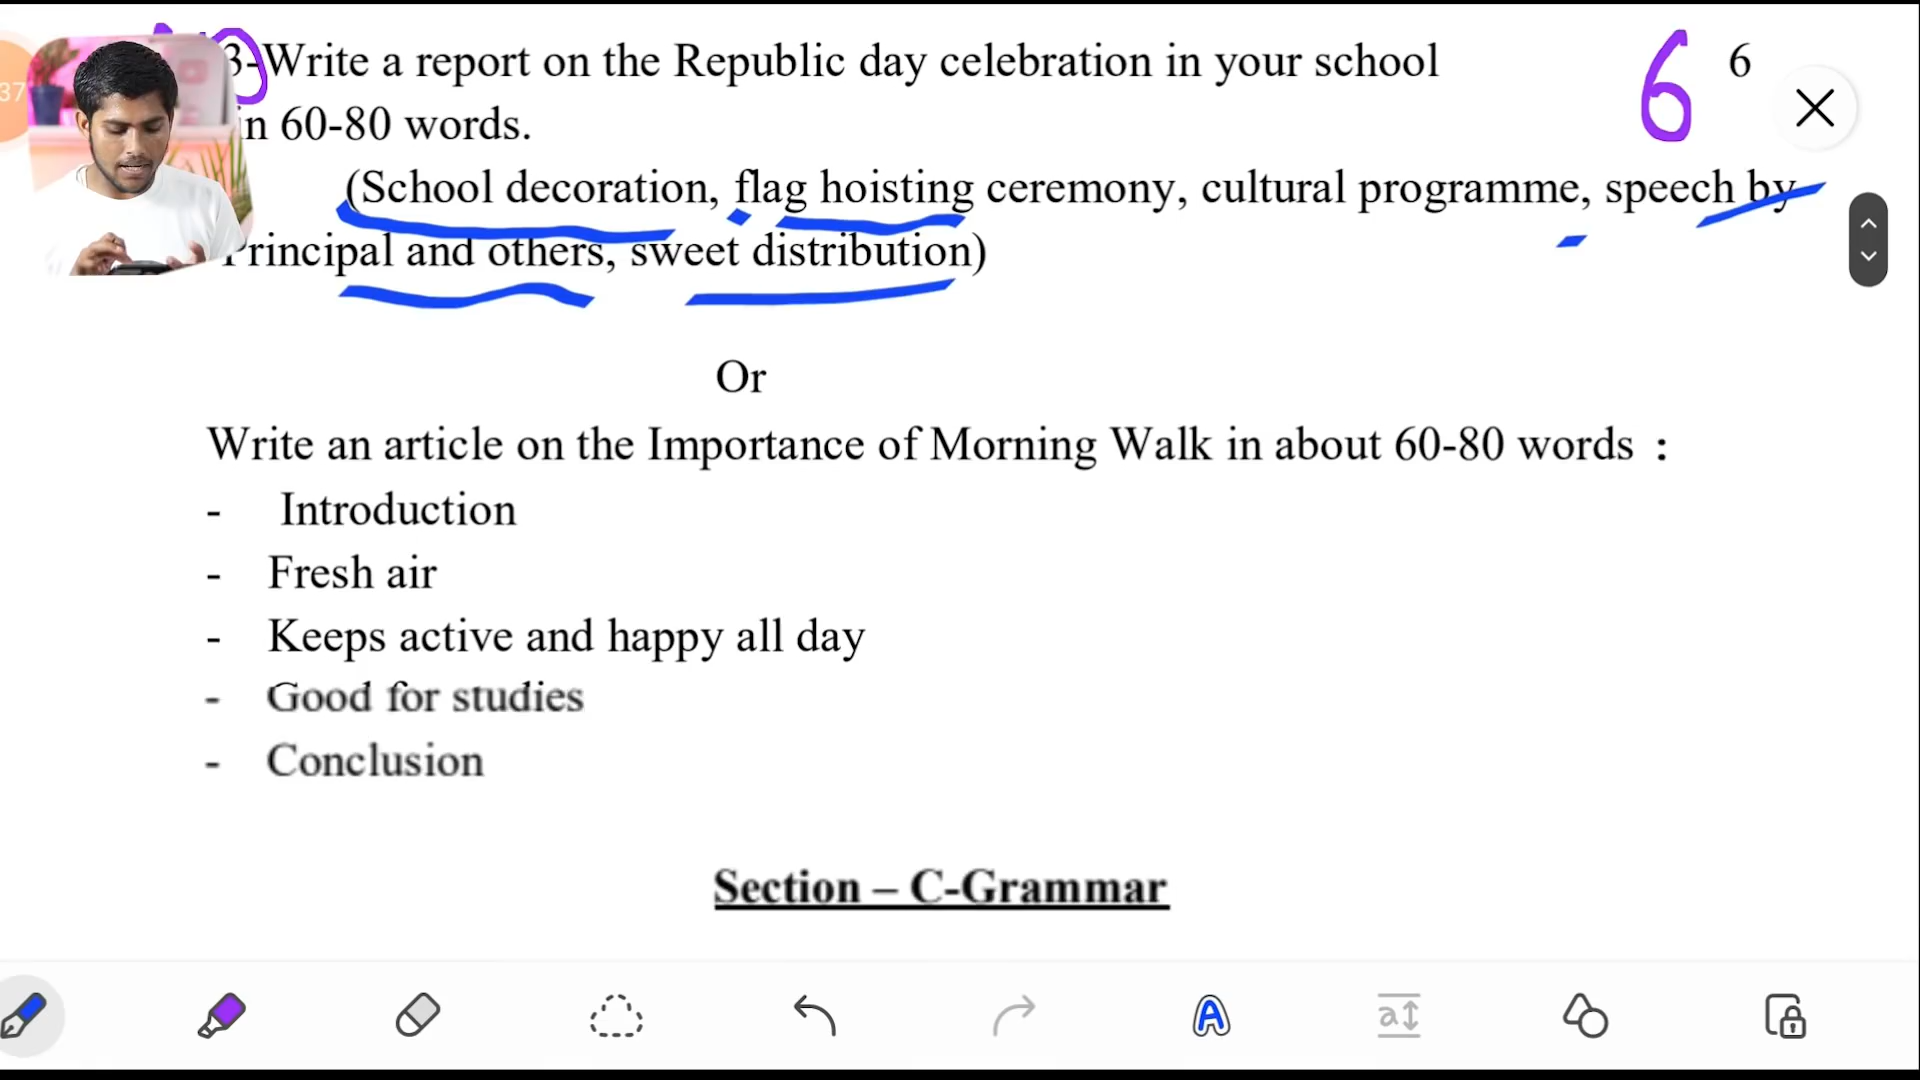 37
3-Write a report on the Republic day celebration in your school 6 6
in 60-80 words.
(School decoration, flag hoisting ceremony, cultural programme, speech by
Principal and others, sweet distribution)
Or
Write an article on the Importance of Morning Walk in about 60-80 words :
- Introduction
- Fresh air
- Keeps active and happy all day
- Good for studies
- Conclusion
Section – C-Grammar
A
a